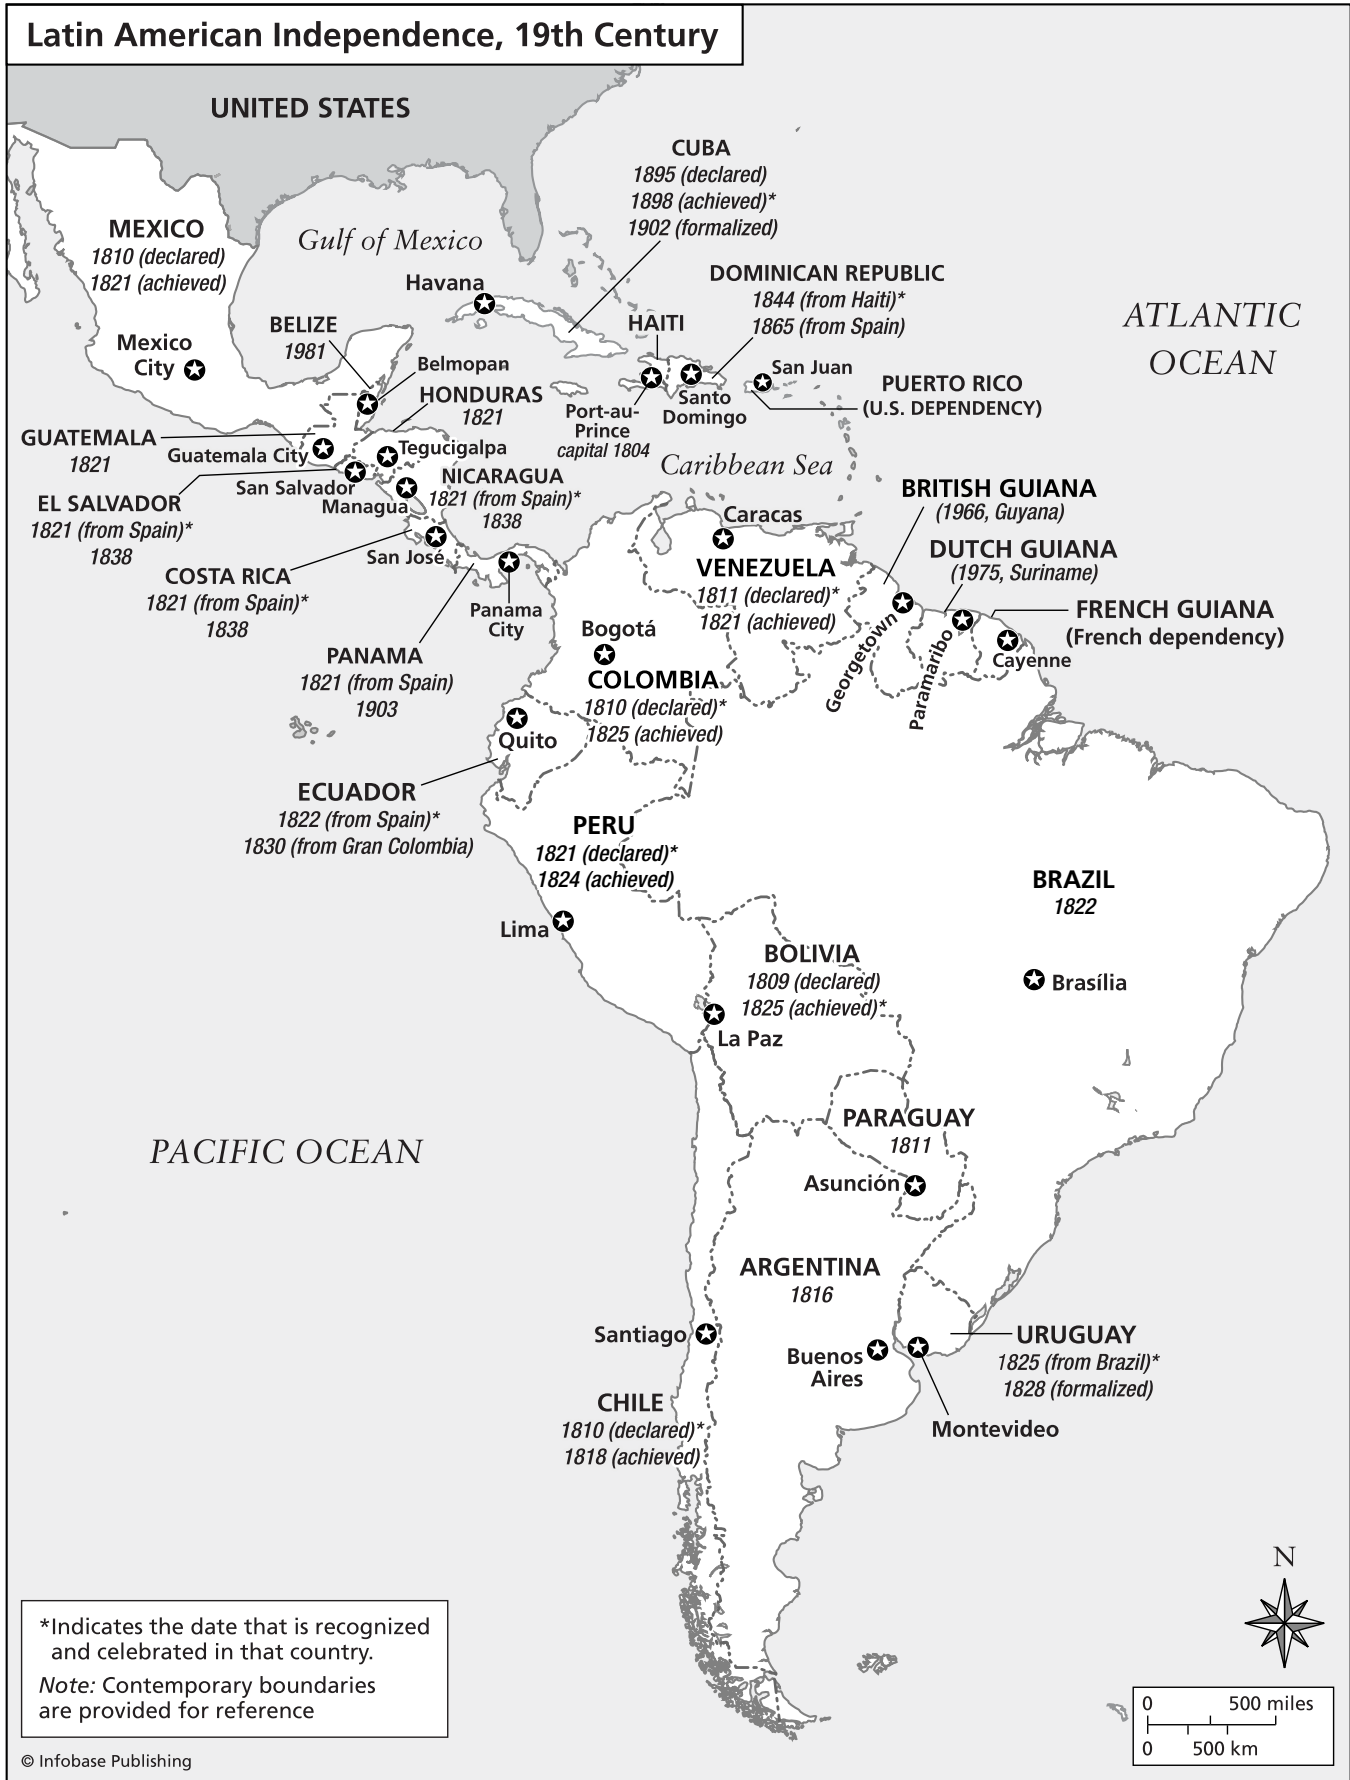 Latin American Independence, 19th Century
UNITED STATES
CUBA
1895 (declared)
1898 (achieved)*
1902 (formalized)
MEXICO
1810 (declared)
1821 (achieved)
Gulf of Mexico
Havana
DOMINICAN REPUBLIC
1844 (from Haiti)*
1865 (from Spain)
ATLANTIC
OCEAN
HAITI
BELIZE
1981
Mexico
City
Belmopan
San Juan
PUERTO RICO
(U.S. DEPENDENCY)
HONDURAS
1821
Port-au-
Prince
capital 1804
Santo
Domingo
GUATEMALA
1821
Guatemala City
Tegucigalpa
Caribbean Sea
EL SALVADOR
1821 (from Spain)*
1838
San Salvador
Managua
NICARAGUA
1821 (from Spain)*
1838
BRITISH GUIANA
(1966, Guyana)
Caracas
DUTCH GUIANA
(1975, Suriname)
San José
COSTA RICA
1821 (from Spain)*
1838
VENEZUELA
1811 (declared)*
1821 (achieved)
FRENCH GUIANA
(French dependency)
Panama
City
Georgetown
Paramaribo
Cayenne
PANAMA
1821 (from Spain)
1903
Bogotá
COLOMBIA
1810 (declared)*
1825 (achieved)
Quito
ECUADOR
1822 (from Spain)*
1830 (from Gran Colombia)
PERU
1821 (declared)*
1824 (achieved)
BRAZIL
1822
Lima
BOLIVIA
1809 (declared)
1825 (achieved)*
Brasília
La Paz
PACIFIC OCEAN
PARAGUAY
1811
Asunción
ARGENTINA
1816
Santiago
Buenos
Aires
URUGUAY
1825 (from Brazil)*
1828 (formalized)
CHILE
1810 (declared)*
1818 (achieved)
Montevideo
N
*Indicates the date that is recognized
and celebrated in that country.
Note: Contemporary boundaries
are provided for reference
0 500 miles
0 500 km
© Infobase Publishing